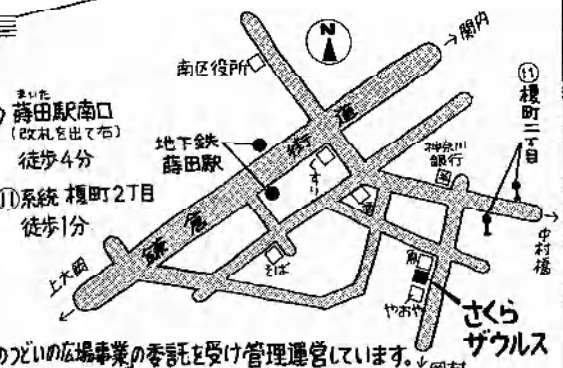 N
→関内
南区役所
まいた
蒔田駅南口
(改札を出て右)
徒歩4分
⑪系統 榎町2丁目
徒歩1分
地下鉄
蒔田駅
鎌倉街道
すし
神奈川
銀行
⑪榎町二丁目
そば
上大岡
魚
やおや
中村橋
さくら
ザウルス
のつどいの広場事業の委託を受け管理運営しています。